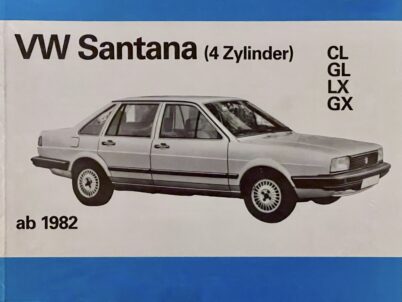 VW Santana (4 Zylinder)
CL
GL
LX
GX
ab 1982